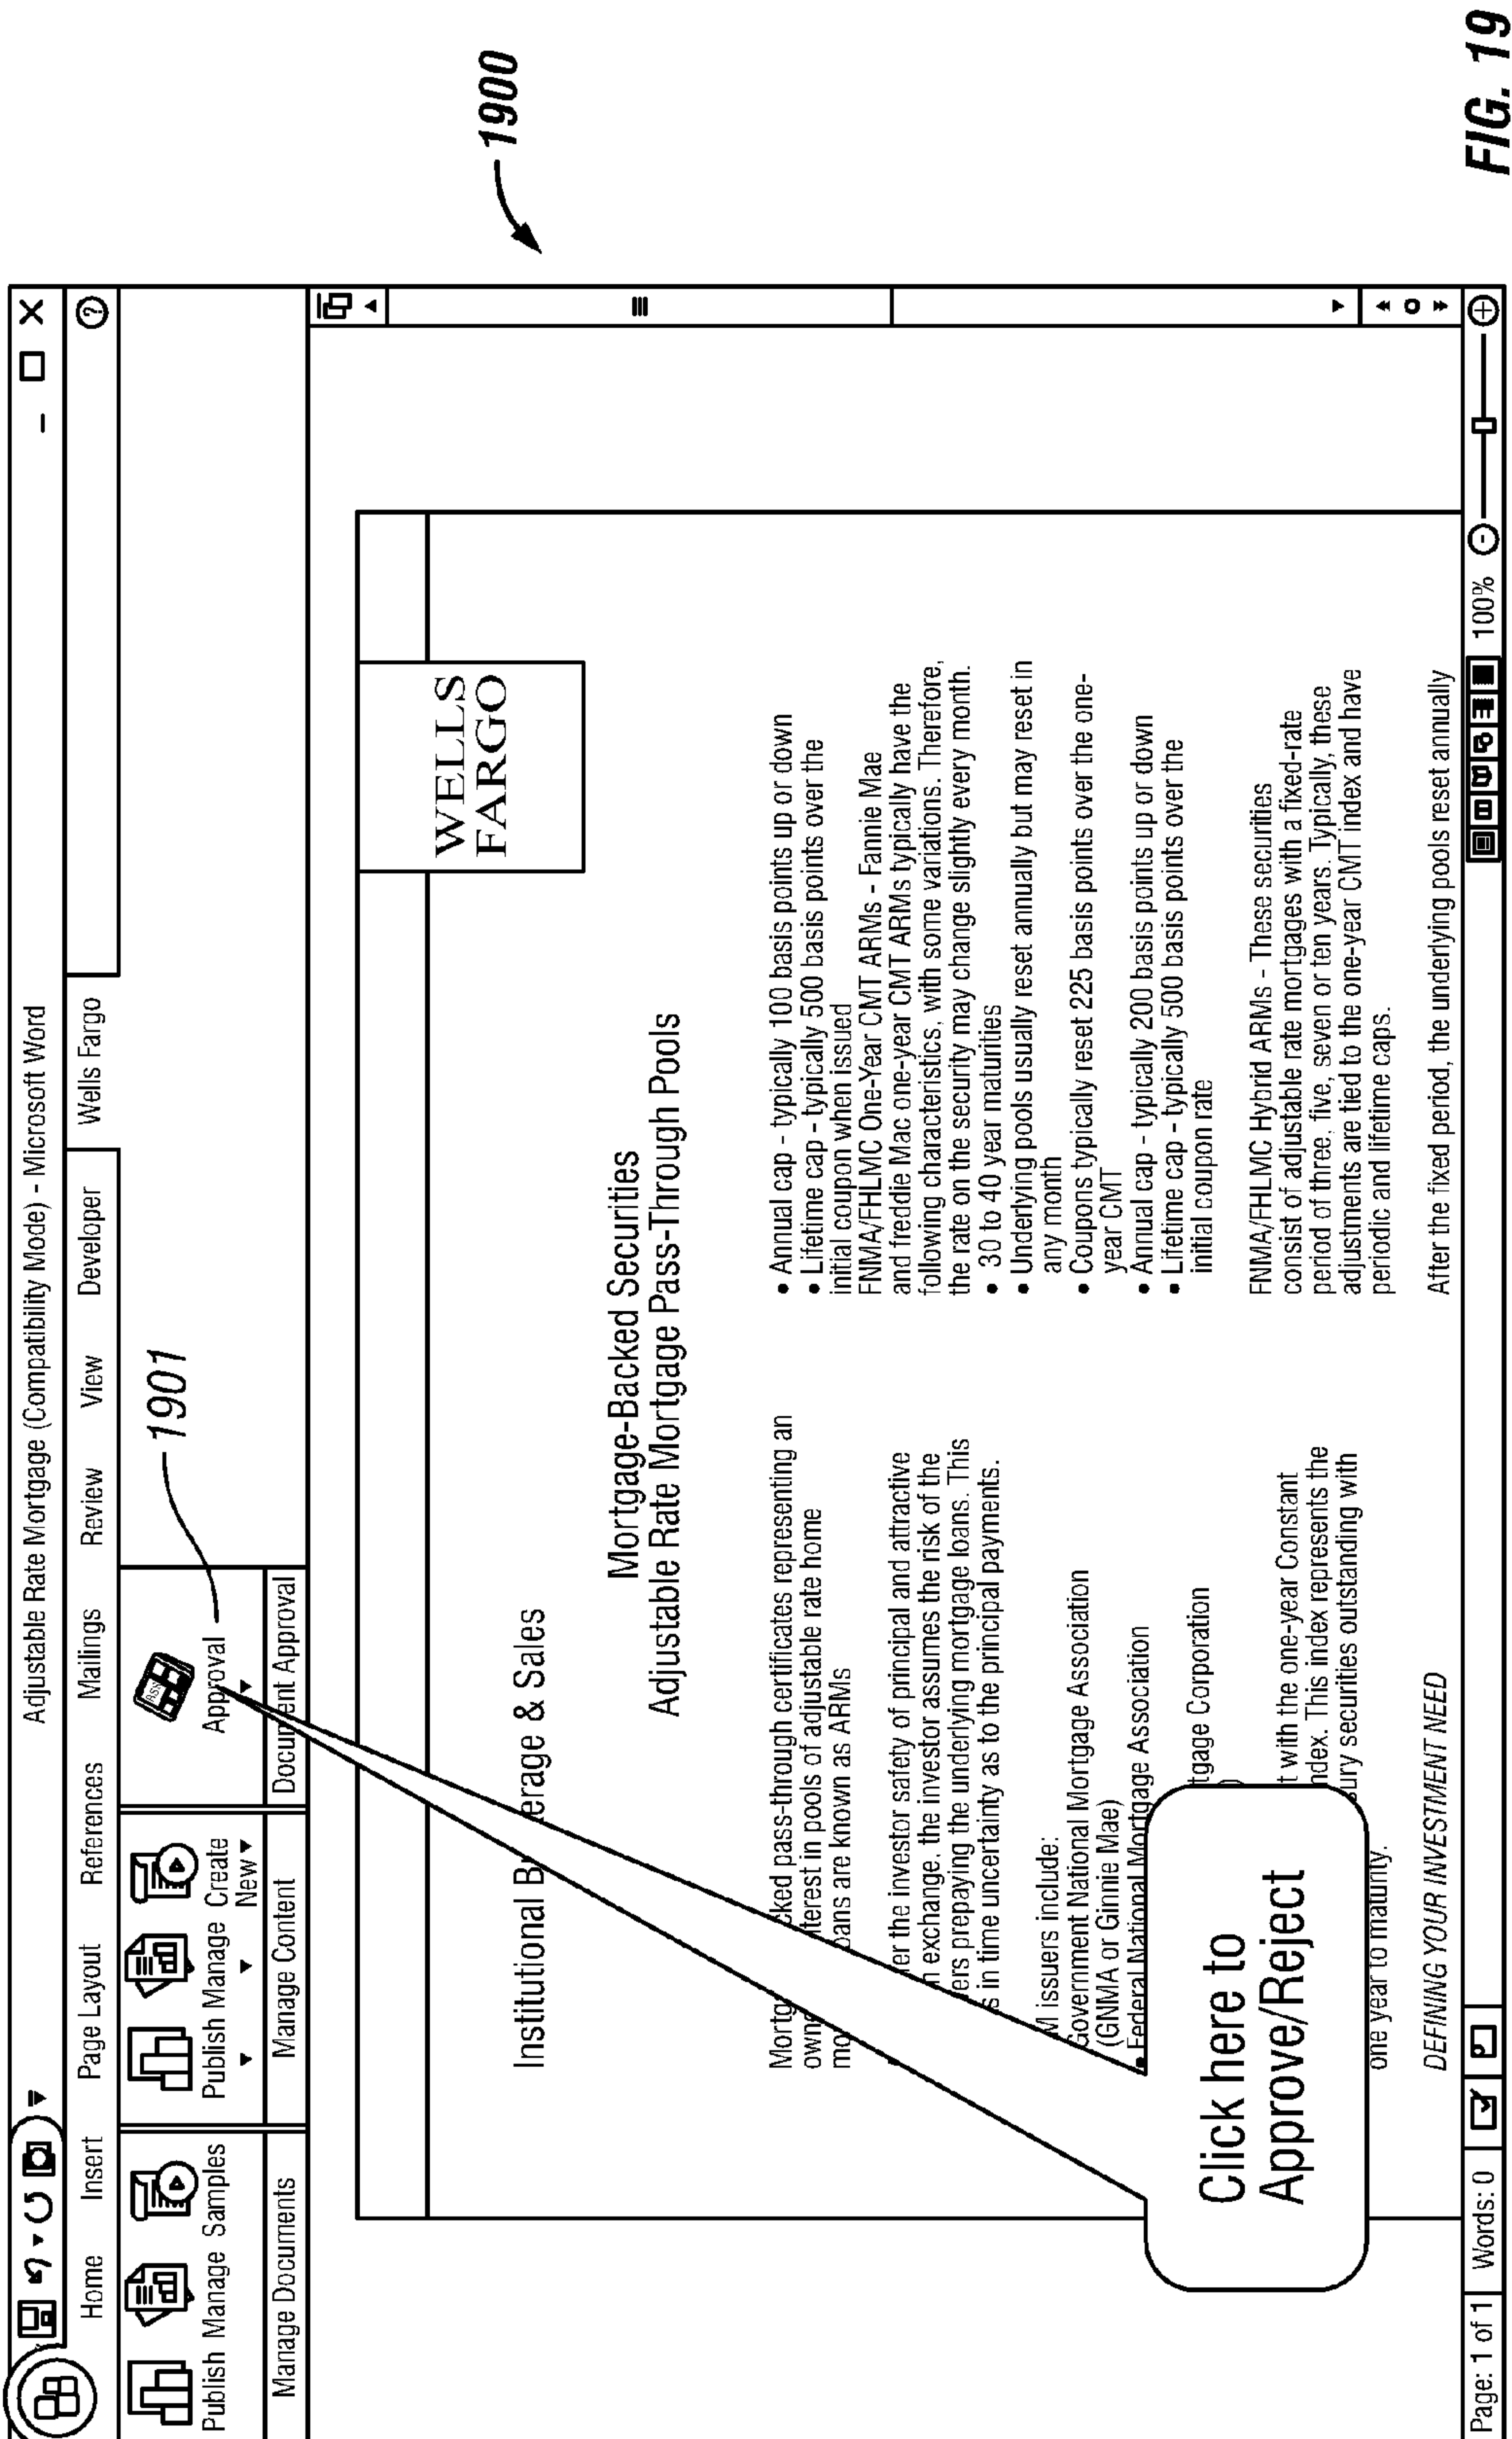 Adjustable Rate Mortgage (Compatibility Mode) - Microsoft Word
Home Insert Page Layout References Mailings Review View Developer Wells Fargo
Publish Manage Samples
Manage Documents
Publish Manage Create
New
Manage Content
Approval
Document Approval
1901
1900
WELLS
FARGO
Institutional B erage & Sales
Mortgage-Backed Securities
Adjustable Rate Mortgage Pass-Through Pools
Mortg cked pass-through certificates representing an
owne terest in pools of adjustable rate home
mo oans are known as ARMs
er the investor safety of principal and attractive
n exchange, the investor assumes the risk of the
ers prepaying the underlying mortgage loans. This
s in time uncertainty as to the principal payments.
M issuers include:
Government National Mortgage Association
(GNMA or Ginnie Mae)
• Federal National Mortgage Association
tgage Corporation
)
t with the one-year Constant
ndex. This index represents the
ury securities outstanding with
one year to maturity.
DEFINING YOUR INVESTMENT NEED
• Annual cap - typically 100 basis points up or down
• Lifetime cap - typically 500 basis points over the
initial coupon when issued
FNMA/FHLMC One-Year CMT ARMs - Fannie Mae
and freddie Mac one-year CMT ARMs typically have the
following characteristics, with some variations. Therefore,
the rate on the security may change slightly every month.
• 30 to 40 year maturities
• Underlying pools usually reset annually but may reset in
any month
• Coupons typically reset 225 basis points over the one-
year CMT
• Annual cap - typically 200 basis points up or down
• Lifetime cap - typically 500 basis points over the
initial coupon rate
FNMA/FHLMC Hybrid ARMs - These securities
consist of adjustable rate mortgages with a fixed-rate
period of three, five, seven or ten years. Typically, these
adjustments are tied to the one-year CMT index and have
periodic and lifetime caps.
After the fixed period, the underlying pools reset annually
Click here to
Approve/Reject
Page: 1 of 1 Words: 0 100%
FIG. 19